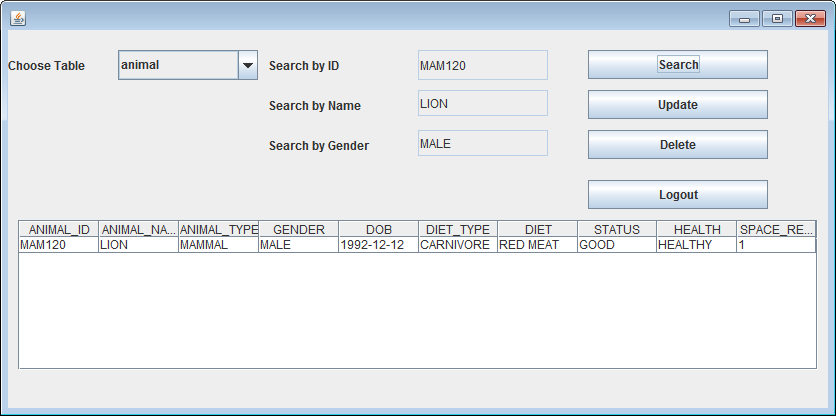 Choose Table animal Search by ID MAM120 Search
Search by Name LION Update
Search by Gender MALE Delete
Logout
ANIMAL_ID ANIMAL_NA... ANIMAL_TYPE GENDER DOB DIET_TYPE DIET STATUS HEALTH SPACE_RE...
MAM120 LION MAMMAL MALE 1992-12-12 CARNIVORE RED MEAT GOOD HEALTHY 1